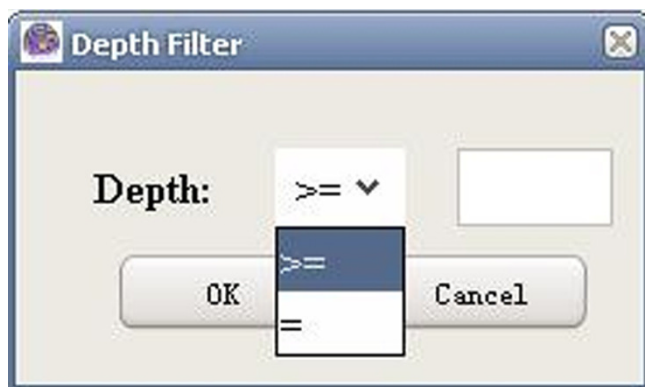 Depth Filter
Depth: >=
>=
OK Cancel
=